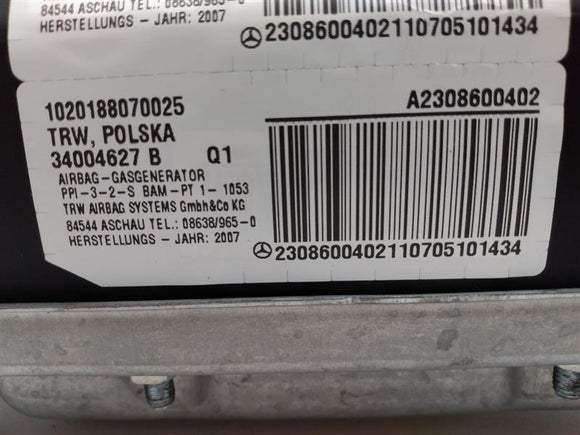 84544 ASCHAU TEL.: 08638/965-0
HERSTELLUNGS - JAHR: 2007
2308600402110705101434
1020188070025
A2308600402
TRW, POLSKA
34004627 B Q1
AIRBAG-GASGENERATOR
PPI-3-2-S BAM-PT 1- 1053
TRW AIRBAG SYSTEMS GmbH&Co KG
84544 ASCHAU TEL.: 08638/965-0
HERSTELLUNGS - JAHR: 2007
2308600402110705101434